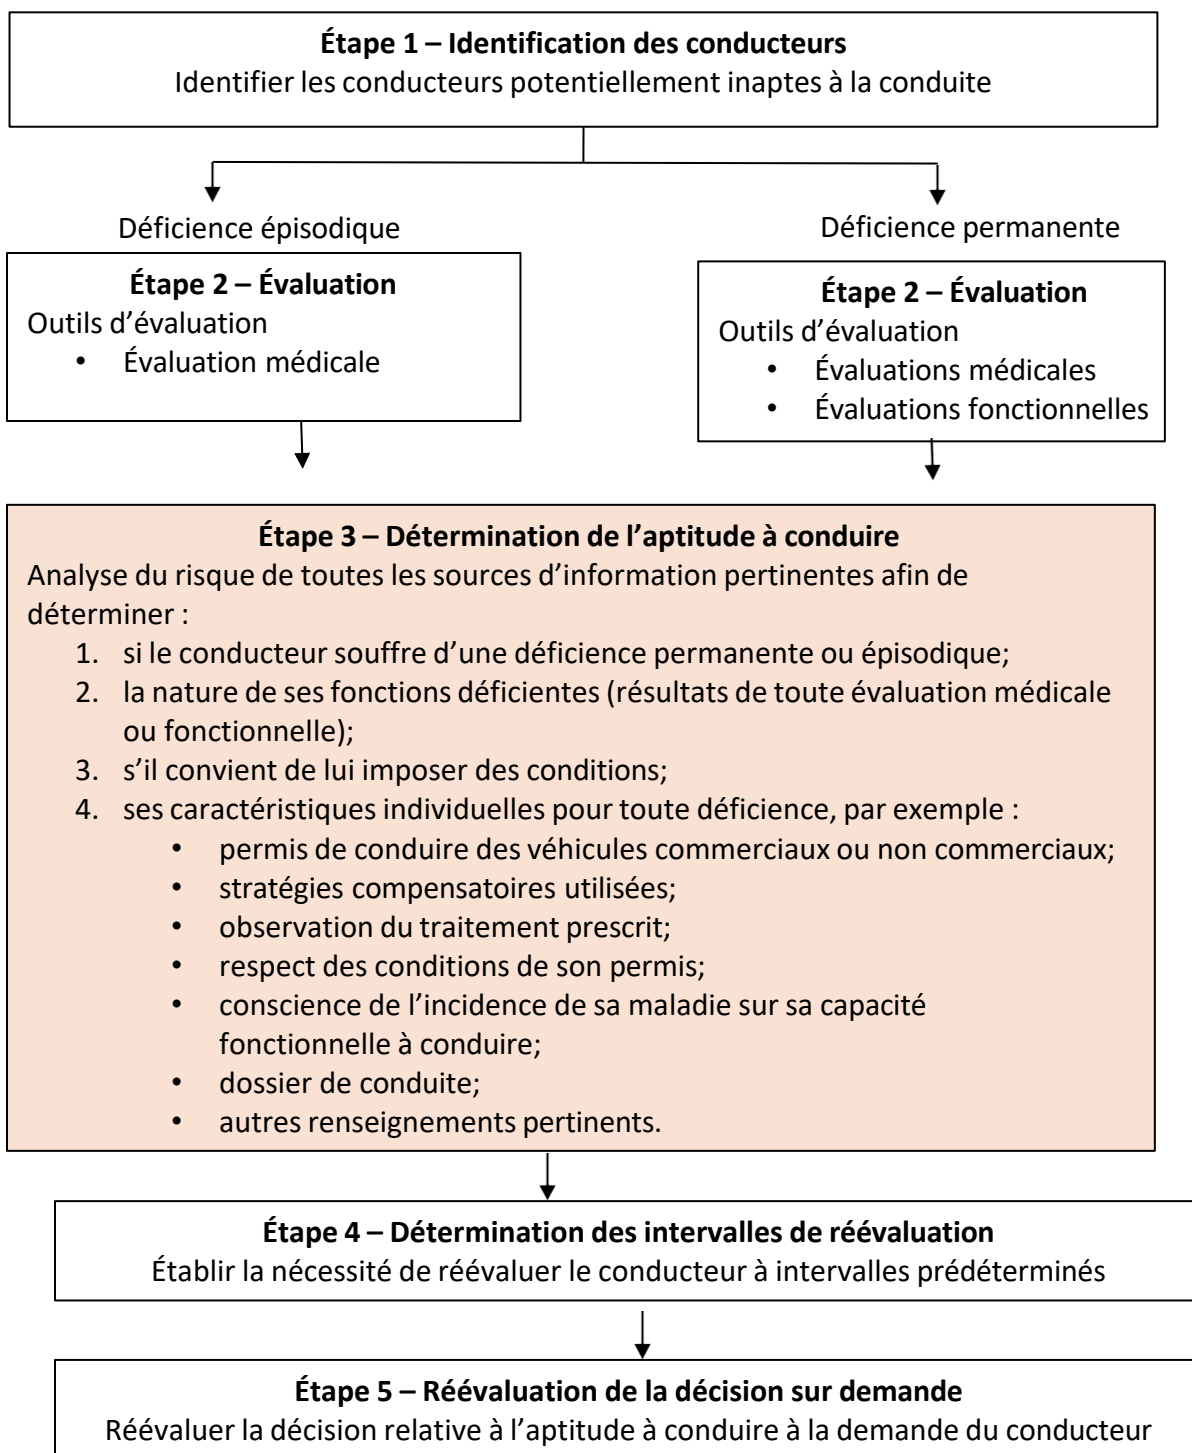 Étape 1 – Identification des conducteurs
Identifier les conducteurs potentiellement inaptes à la conduite
Déficience épisodique
Étape 2 – Évaluation
Outils d’évaluation
• Évaluation médicale
Déficience permanente
Étape 2 – Évaluation
Outils d’évaluation
• Évaluations médicales
• Évaluations fonctionnelles
Étape 3 – Détermination de l’aptitude à conduire
Analyse du risque de toutes les sources d’information pertinentes afin de
déterminer :
1. si le conducteur souffre d’une déficience permanente ou épisodique;
2. la nature de ses fonctions déficientes (résultats de toute évaluation médicale
ou fonctionnelle);
3. s’il convient de lui imposer des conditions;
4. ses caractéristiques individuelles pour toute déficience, par exemple :
• permis de conduire des véhicules commerciaux ou non commerciaux;
• stratégies compensatoires utilisées;
• observation du traitement prescrit;
• respect des conditions de son permis;
• conscience de l’incidence de sa maladie sur sa capacité
fonctionnelle à conduire;
• dossier de conduite;
• autres renseignements pertinents.
Étape 4 – Détermination des intervalles de réévaluation
Établir la nécessité de réévaluer le conducteur à intervalles prédéterminés
Étape 5 – Réévaluation de la décision sur demande
Réévaluer la décision relative à l’aptitude à conduire à la demande du conducteur